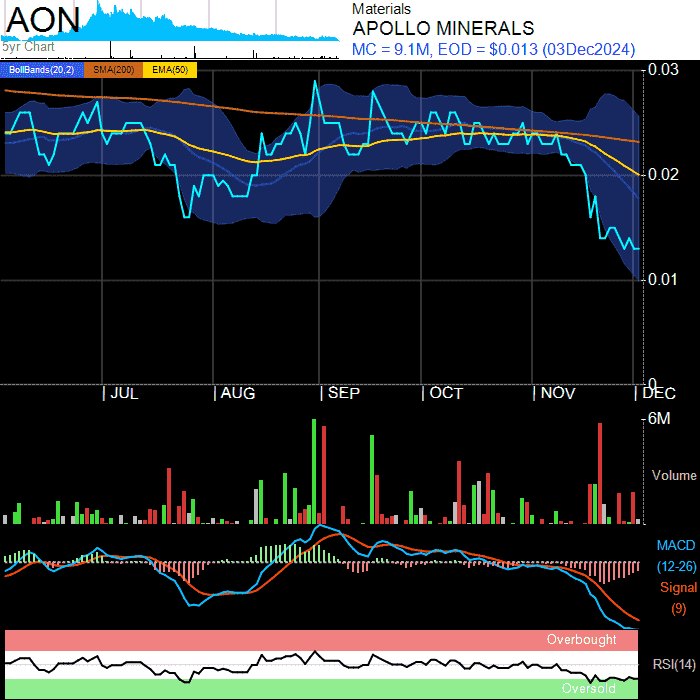 AON
5yr Chart
Materials
APOLLO MINERALS
MC = 9.1M, EOD = $0.013 (03Dec2024)
BollBands(20,2) SMA(200) EMA(50)
0.03
0.02
0.01
0
JUL AUG SEP OCT NOV DEC
6M
Volume
MACD
(12-26)
Signal
(9)
Overbought
RSI(14)
Oversold